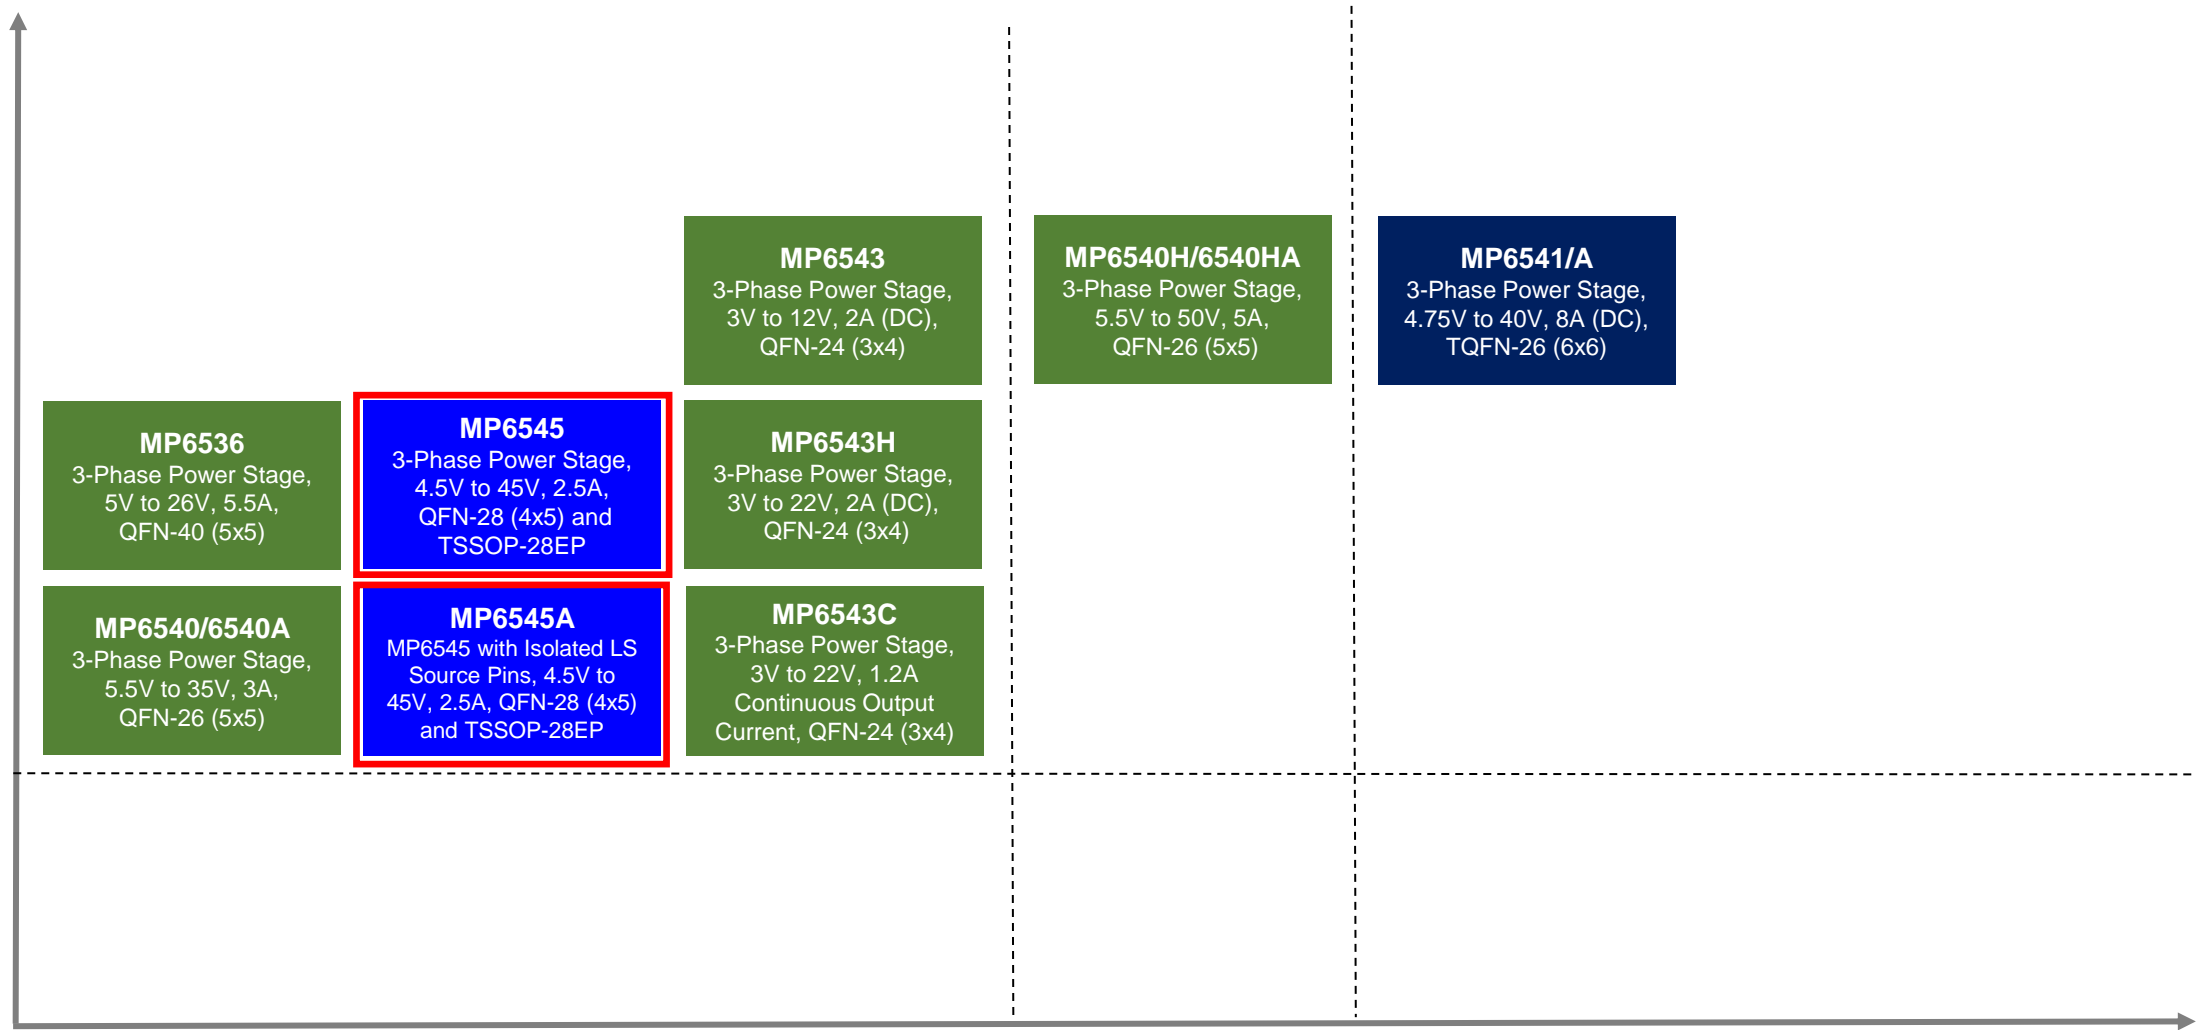 MP6543
3-Phase Power Stage,
3V to 12V, 2A (DC),
QFN-24 (3x4)
MP6540H/6540HA
3-Phase Power Stage,
5.5V to 50V, 5A,
QFN-26 (5x5)
MP6541/A
3-Phase Power Stage,
4.75V to 40V, 8A (DC),
TQFN-26 (6x6)
MP6536
3-Phase Power Stage,
5V to 26V, 5.5A,
QFN-40 (5x5)
MP6545
3-Phase Power Stage,
4.5V to 45V, 2.5A,
QFN-28 (4x5) and
TSSOP-28EP
MP6543H
3-Phase Power Stage,
3V to 22V, 2A (DC),
QFN-24 (3x4)
MP6540/6540A
3-Phase Power Stage,
5.5V to 35V, 3A,
QFN-26 (5x5)
MP6545A
MP6545 with Isolated LS
Source Pins, 4.5V to
45V, 2.5A, QFN-28 (4x5)
and TSSOP-28EP
MP6543C
3-Phase Power Stage,
3V to 22V, 1.2A
Continuous Output
Current, QFN-24 (3x4)